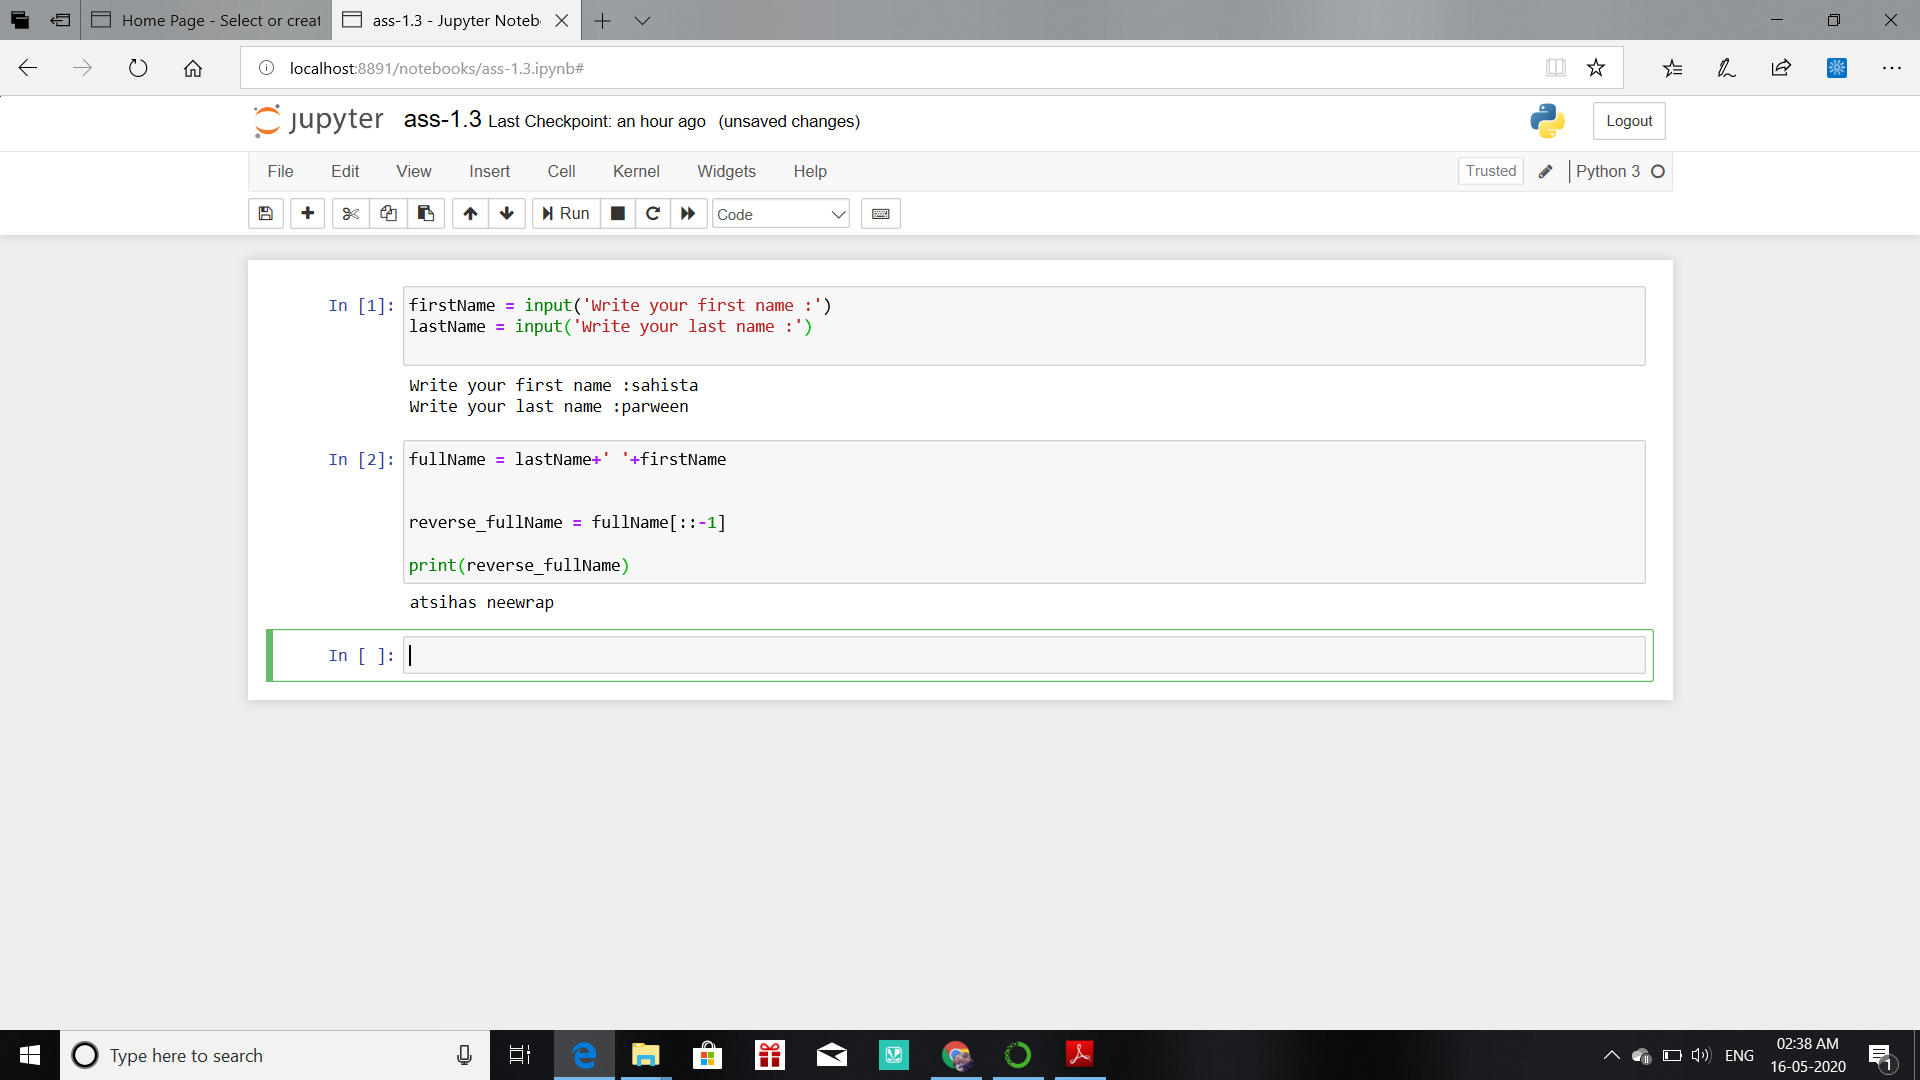 Home Page - Select or creat
ass-1.3 - Jupyter Noteb
localhost:8891/notebooks/ass-1.3.ipynb#
jupyter ass-1.3 Last Checkpoint: an hour ago (unsaved changes)
Logout
File Edit View Insert Cell Kernel Widgets Help
Trusted Python 3
Run Code
In [1]: firstName = input('Write your first name :')
lastName = input('Write your last name :')
Write your first name :sahista
Write your last name :parween
In [2]: fullName = lastName+' '+firstName
reverse_fullName = fullName[::-1]
print(reverse_fullName)
atsihas neewrap
In [ ]:
Type here to search
ENG
02:38 AM
16-05-2020
1